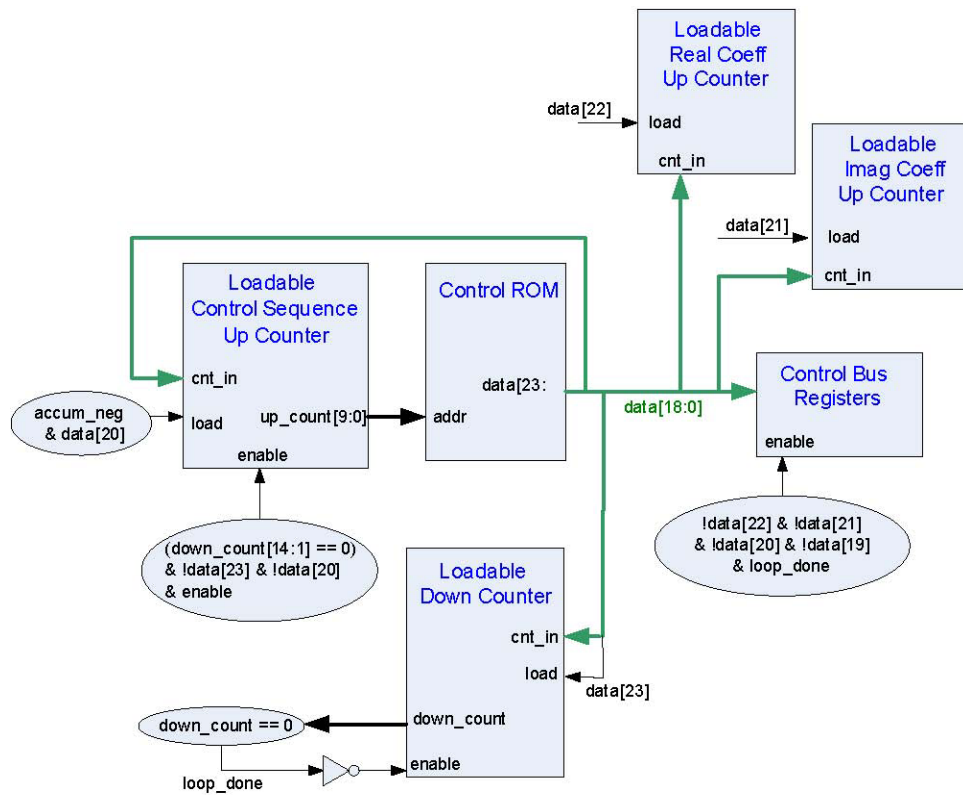 Loadable
Real Coeff
Up Counter
data[22]
load
cnt_in
Loadable
Imag Coeff
Up Counter
data[21]
load
cnt_in
Loadable
Control Sequence
Up Counter
cnt_in
load
up_count[9:0]
enable
accum_neg
& data[20]
(down_count[14:1] == 0)
& !data[23] & !data[20]
& enable
Control ROM
data[23:
addr
data[18:0]
Control Bus
Registers
enable
!data[22] & !data[21]
& !data[20] & !data[19]
& loop_done
Loadable
Down Counter
cnt_in
load
data[23]
down_count
enable
down_count == 0
loop_done